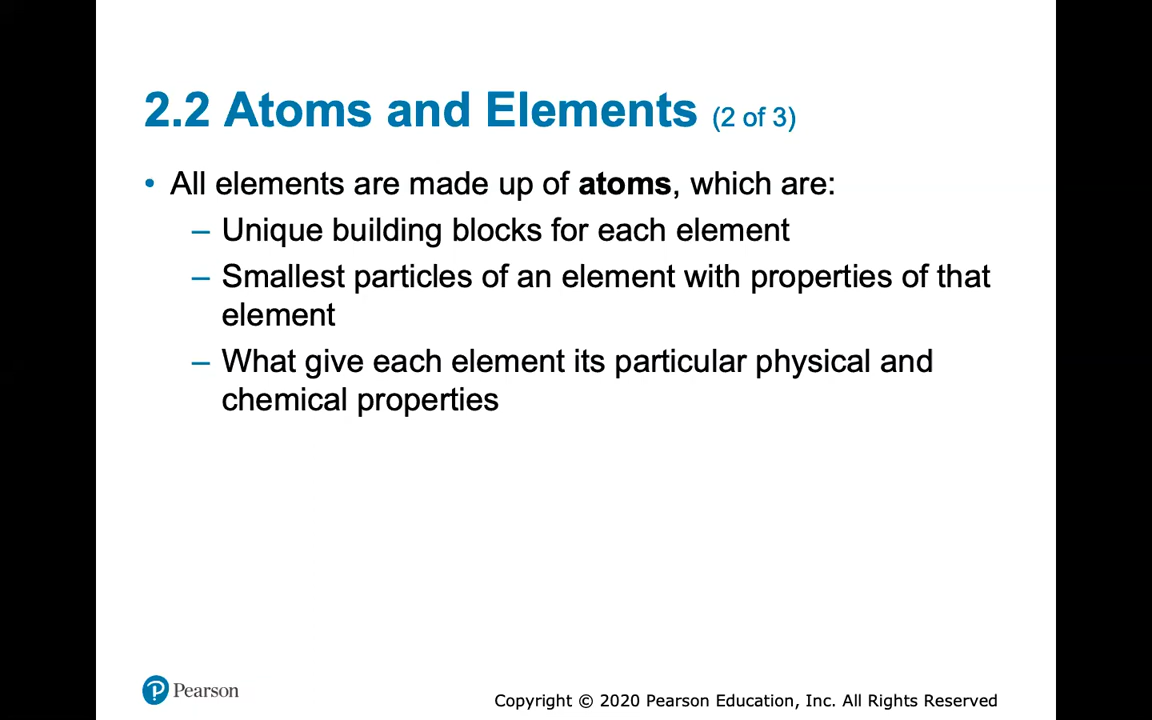 2.2 Atoms and Elements (2 of 3)
• All elements are made up of atoms, which are:
– Unique building blocks for each element
– Smallest particles of an element with properties of that
element
– What give each element its particular physical and
chemical properties
P Pearson
Copyright © 2020 Pearson Education, Inc. All Rights Reserved